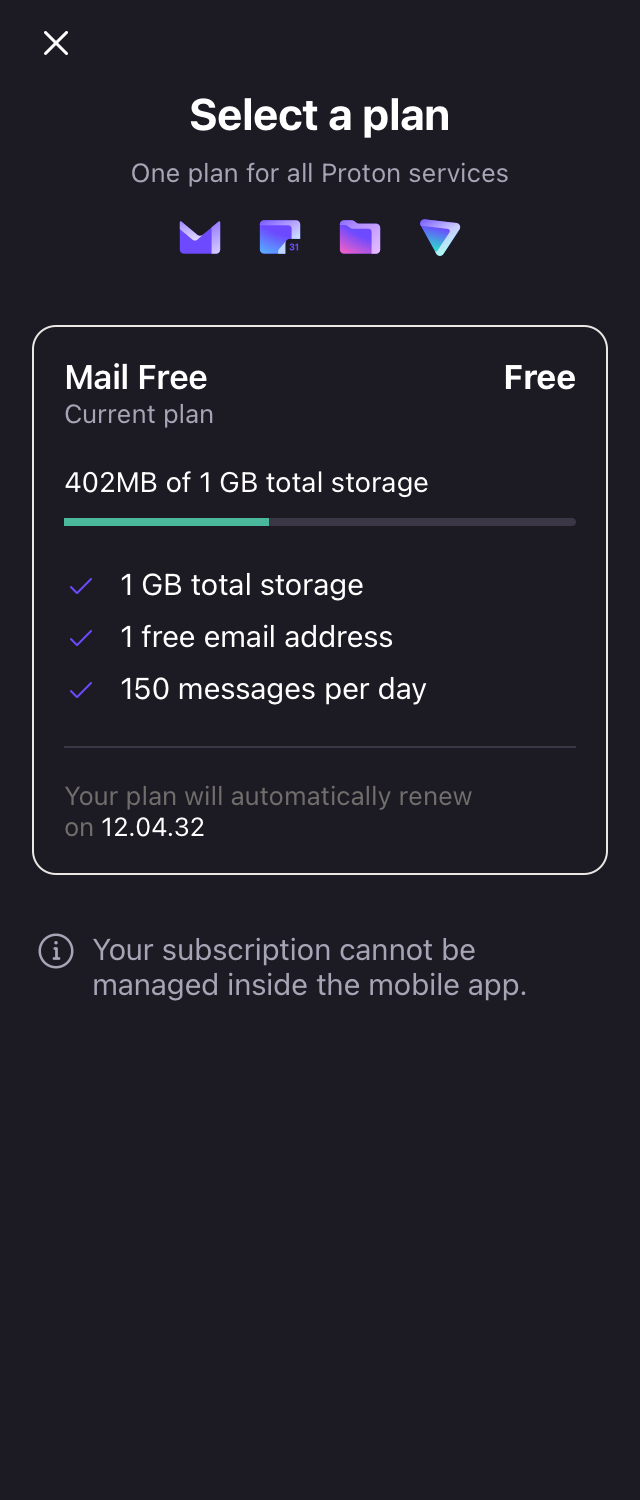 Select a plan
One plan for all Proton services
31
Mail Free
Free
Current plan
402MB of 1 GB total storage
1 GB total storage
1 free email address
150 messages per day
Your plan will automatically renew
on 12.04.32
Your subscription cannot be
managed inside the mobile app.